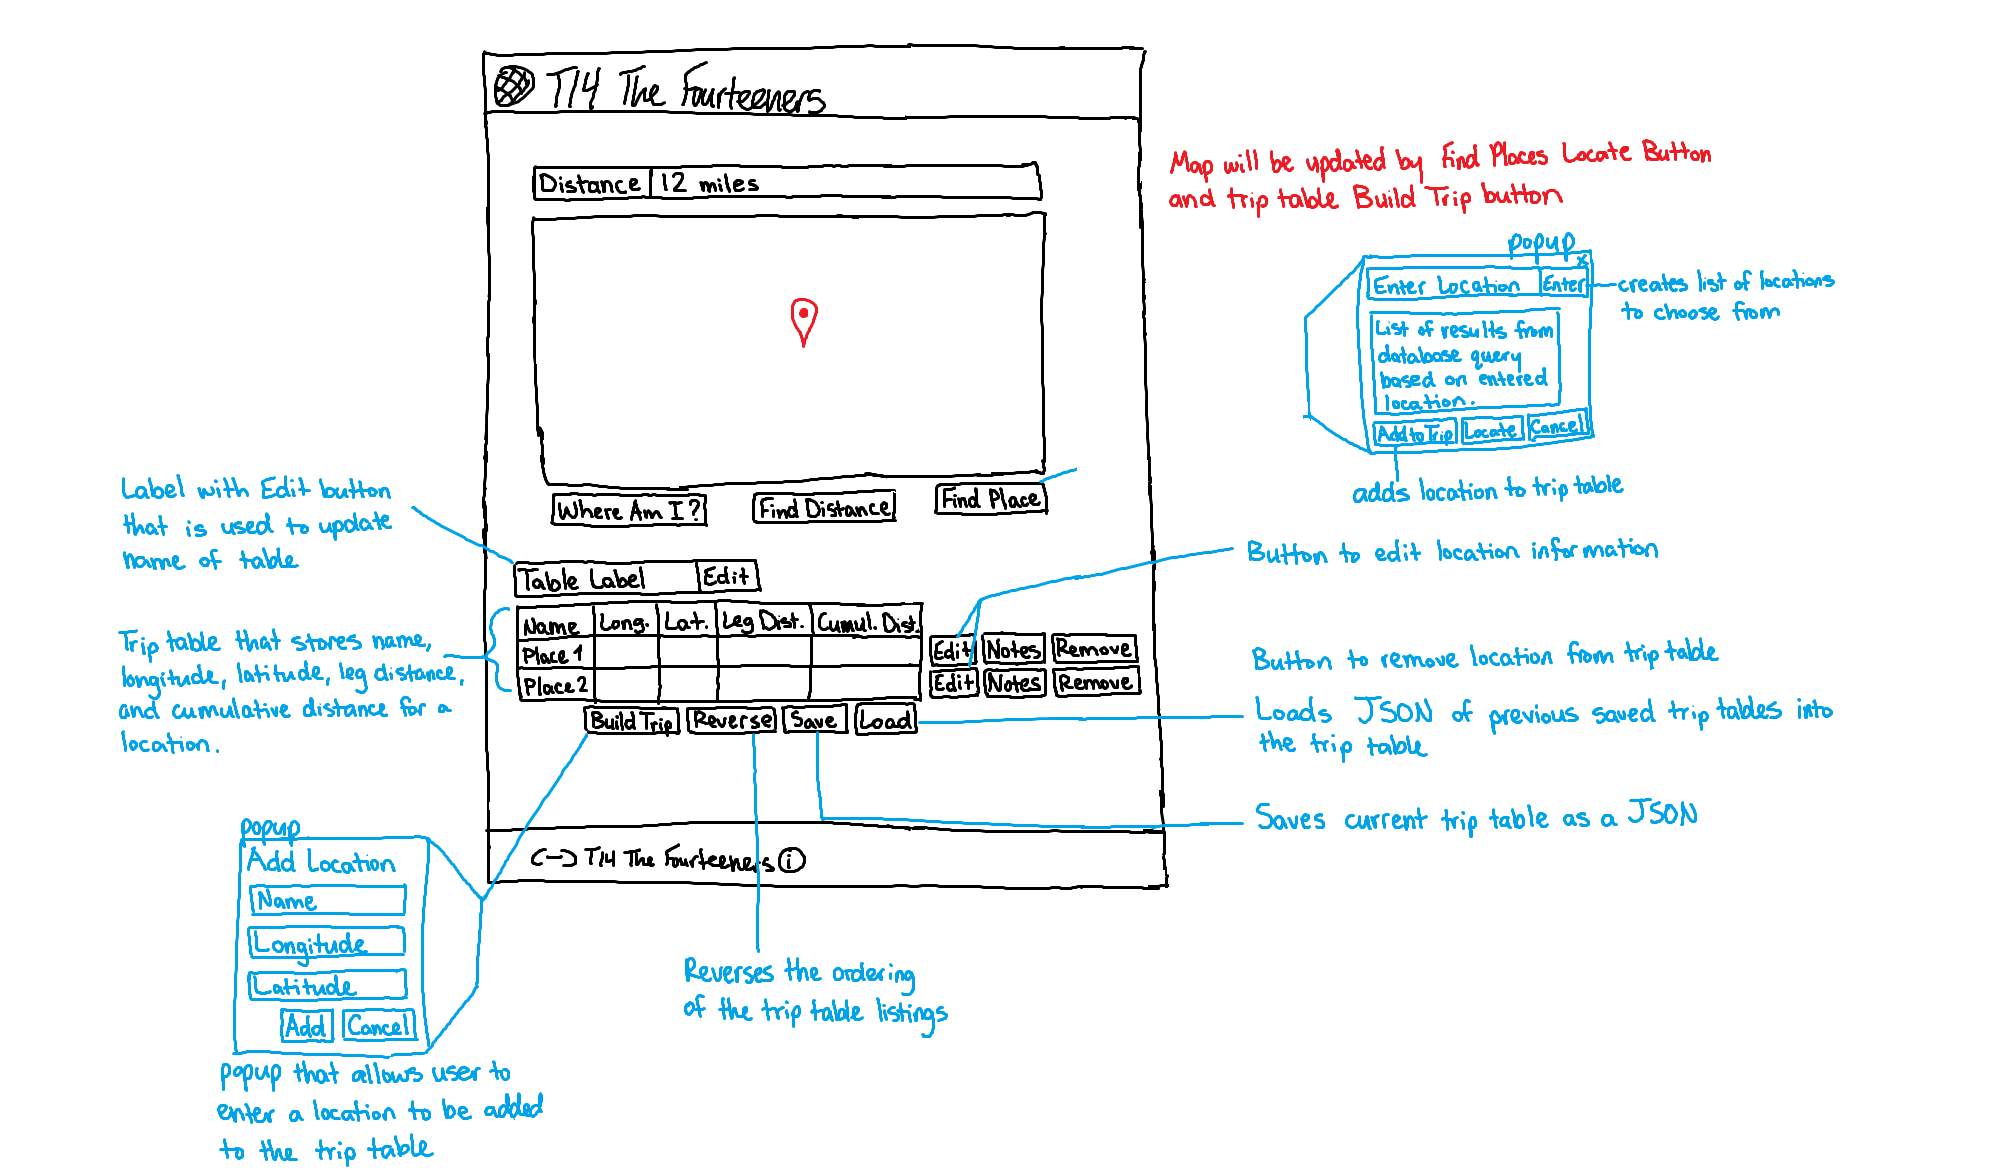 T14 The Fourteeners
Distance 12 miles
Map will be updated by Find Places Locate Button
and trip table Build Trip button
popup
x
Enter Location Enter
creates list of locations
to choose from
List of results from
database query
based on entered
location.
Add to Trip Locate Cancel
adds location to trip table
Where Am I? Find Distance Find Place
Label with Edit button
that is used to update
name of table
Button to edit location information
Table Label Edit
Name Long. Lat. Leg Dist. Cumul. Dist.
Place 1 Edit Notes Remove
Place 2 Edit Notes Remove
Trip table that stores name,
longitude, latitude, leg distance,
and cumulative distance for a
location.
Button to remove location from trip table
Build Trip Reverse Save Load
Loads JSON of previous saved trip tables into
the trip table
Saves current trip table as a JSON
popup
Add Location
Name
Longitude
Latitude
Add Cancel
popup that allows user to
enter a location to be added
to the trip table
(-) T14 The Fourteeners i
Reverses the ordering
of the trip table listings